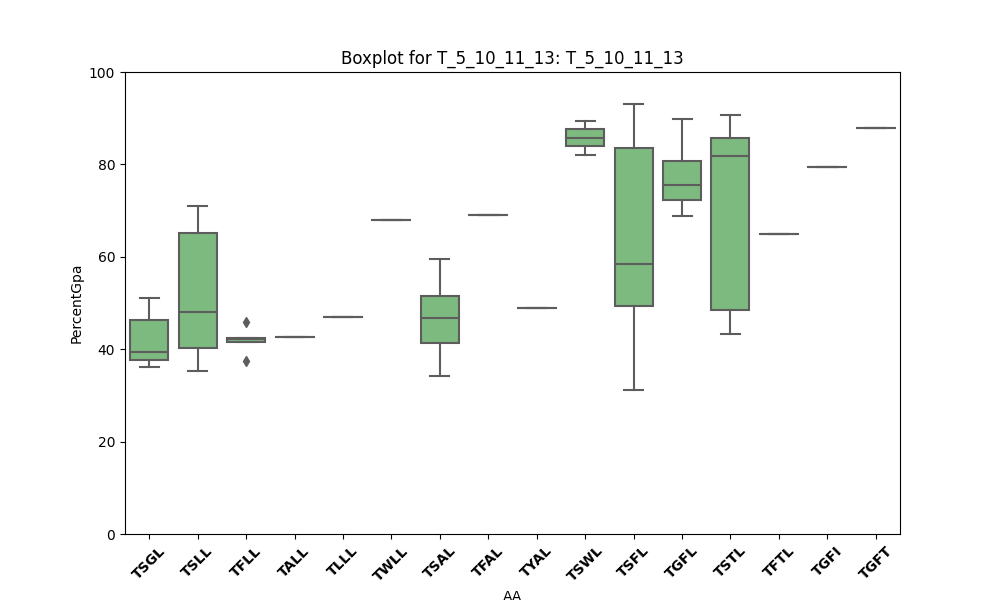 Boxplot for T_5_10_11_13: T_5_10_11_13
100
80
60
40
20
0
PercentGpa
TSGL
TSLL
TFLL
TALL
TLLL
TWLL
TSAL
TFAL
TYAL
TSWL
TSFL
TGFL
TSTL
TFTL
TGFI
TGFT
AA